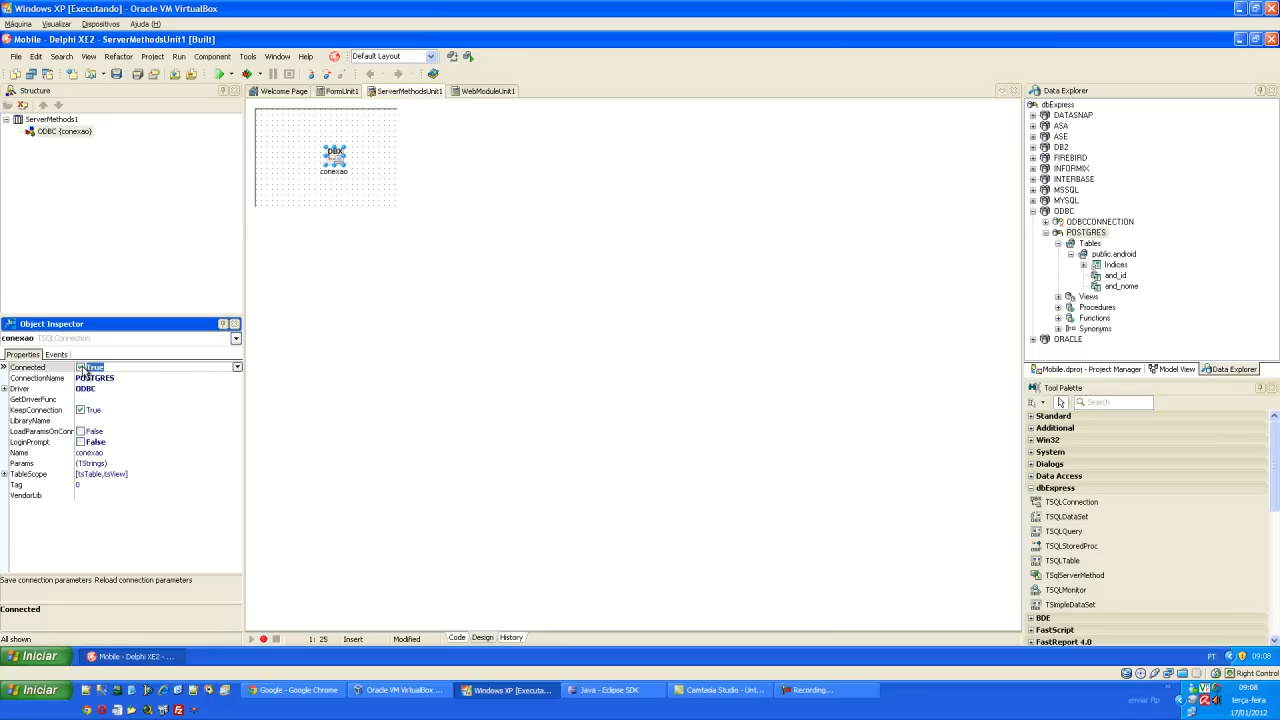 Windows XP [Executando] - Oracle VM VirtualBox
Máquina Visualizar Dispositivos Ajuda (H)
Mobile - Delphi XE2 - ServerMethodsUnit1 [Built]
File Edit Search View Refactor Project Run Component Tools Window Help Default Layout
Structure
ServerMethods1
ODBC {conexao}
Welcome Page FormUnit1 ServerMethodsUnit1 WebModuleUnit1
DBX
conexao
Data Explorer
dbExpress
DATASNAP
ASA
ASE
DB2
FIREBIRD
INFORMIX
INTERBASE
MSSQL
MYSQL
ODBC
ODBCCONNECTION
POSTGRES
Tables
public.android
Indices
and_id
and_nome
Views
Procedures
Functions
Synonyms
ORACLE
Mobile.dproj - Project Manager Model View Data Explorer
Object Inspector
conexao TSQLConnection
Properties Events
Connected True
ConnectionName POSTGRES
Driver ODBC
GetDriverFunc
KeepConnection True
LibraryName
LoadParamsOnConr False
LoginPrompt False
Name conexao
Params (TStrings)
TableScope [tsTable,tsView]
Tag 0
VendorLib
Save connection parameters Reload connection parameters
Connected
All shown
Tool Palette
Search
Standard
Additional
Win32
System
Dialogs
Data Access
dbExpress
TSQLConnection
TSQLDataSet
TSQLQuery
TSQLStoredProc
TSQLTable
TSqlServerMethod
TSQLMonitor
TSimpleDataSet
BDE
FastScript
FastReport 4.0
1: 25 Insert Modified Code Design History
Iniciar Mobile - Delphi XE2 - ... PT 09:08
Right Control
Iniciar Google - Google Chrome Oracle VM VirtualBox ... Windows XP [Executa... Java - Eclipse SDK Camtasia Studio - Unt... Recording...
enviar ftp
09:08
terça-feira
17/01/2012